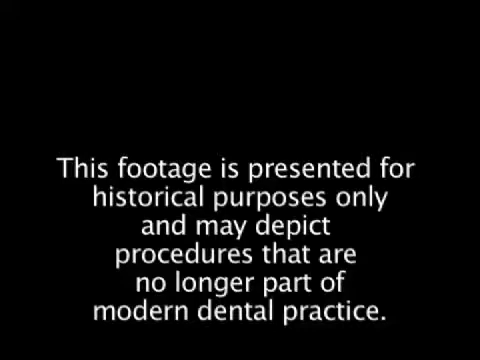 This footage is presented for
historical purposes only
and may depict
procedures that are
no longer part of
modern dental practice.